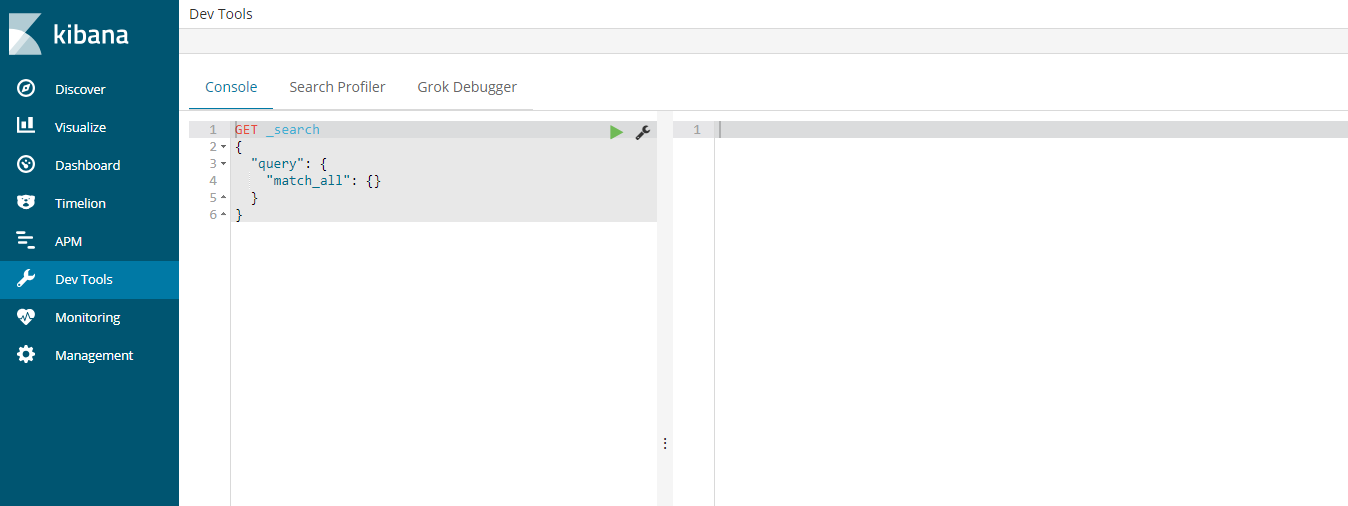 kibana
Discover
Visualize
Dashboard
Timelion
APM
Dev Tools
Monitoring
Management
Dev Tools
Console Search Profiler Grok Debugger
1 GET _search
2 {
3   "query": {
4     "match_all": {}
5   }
6 }
1